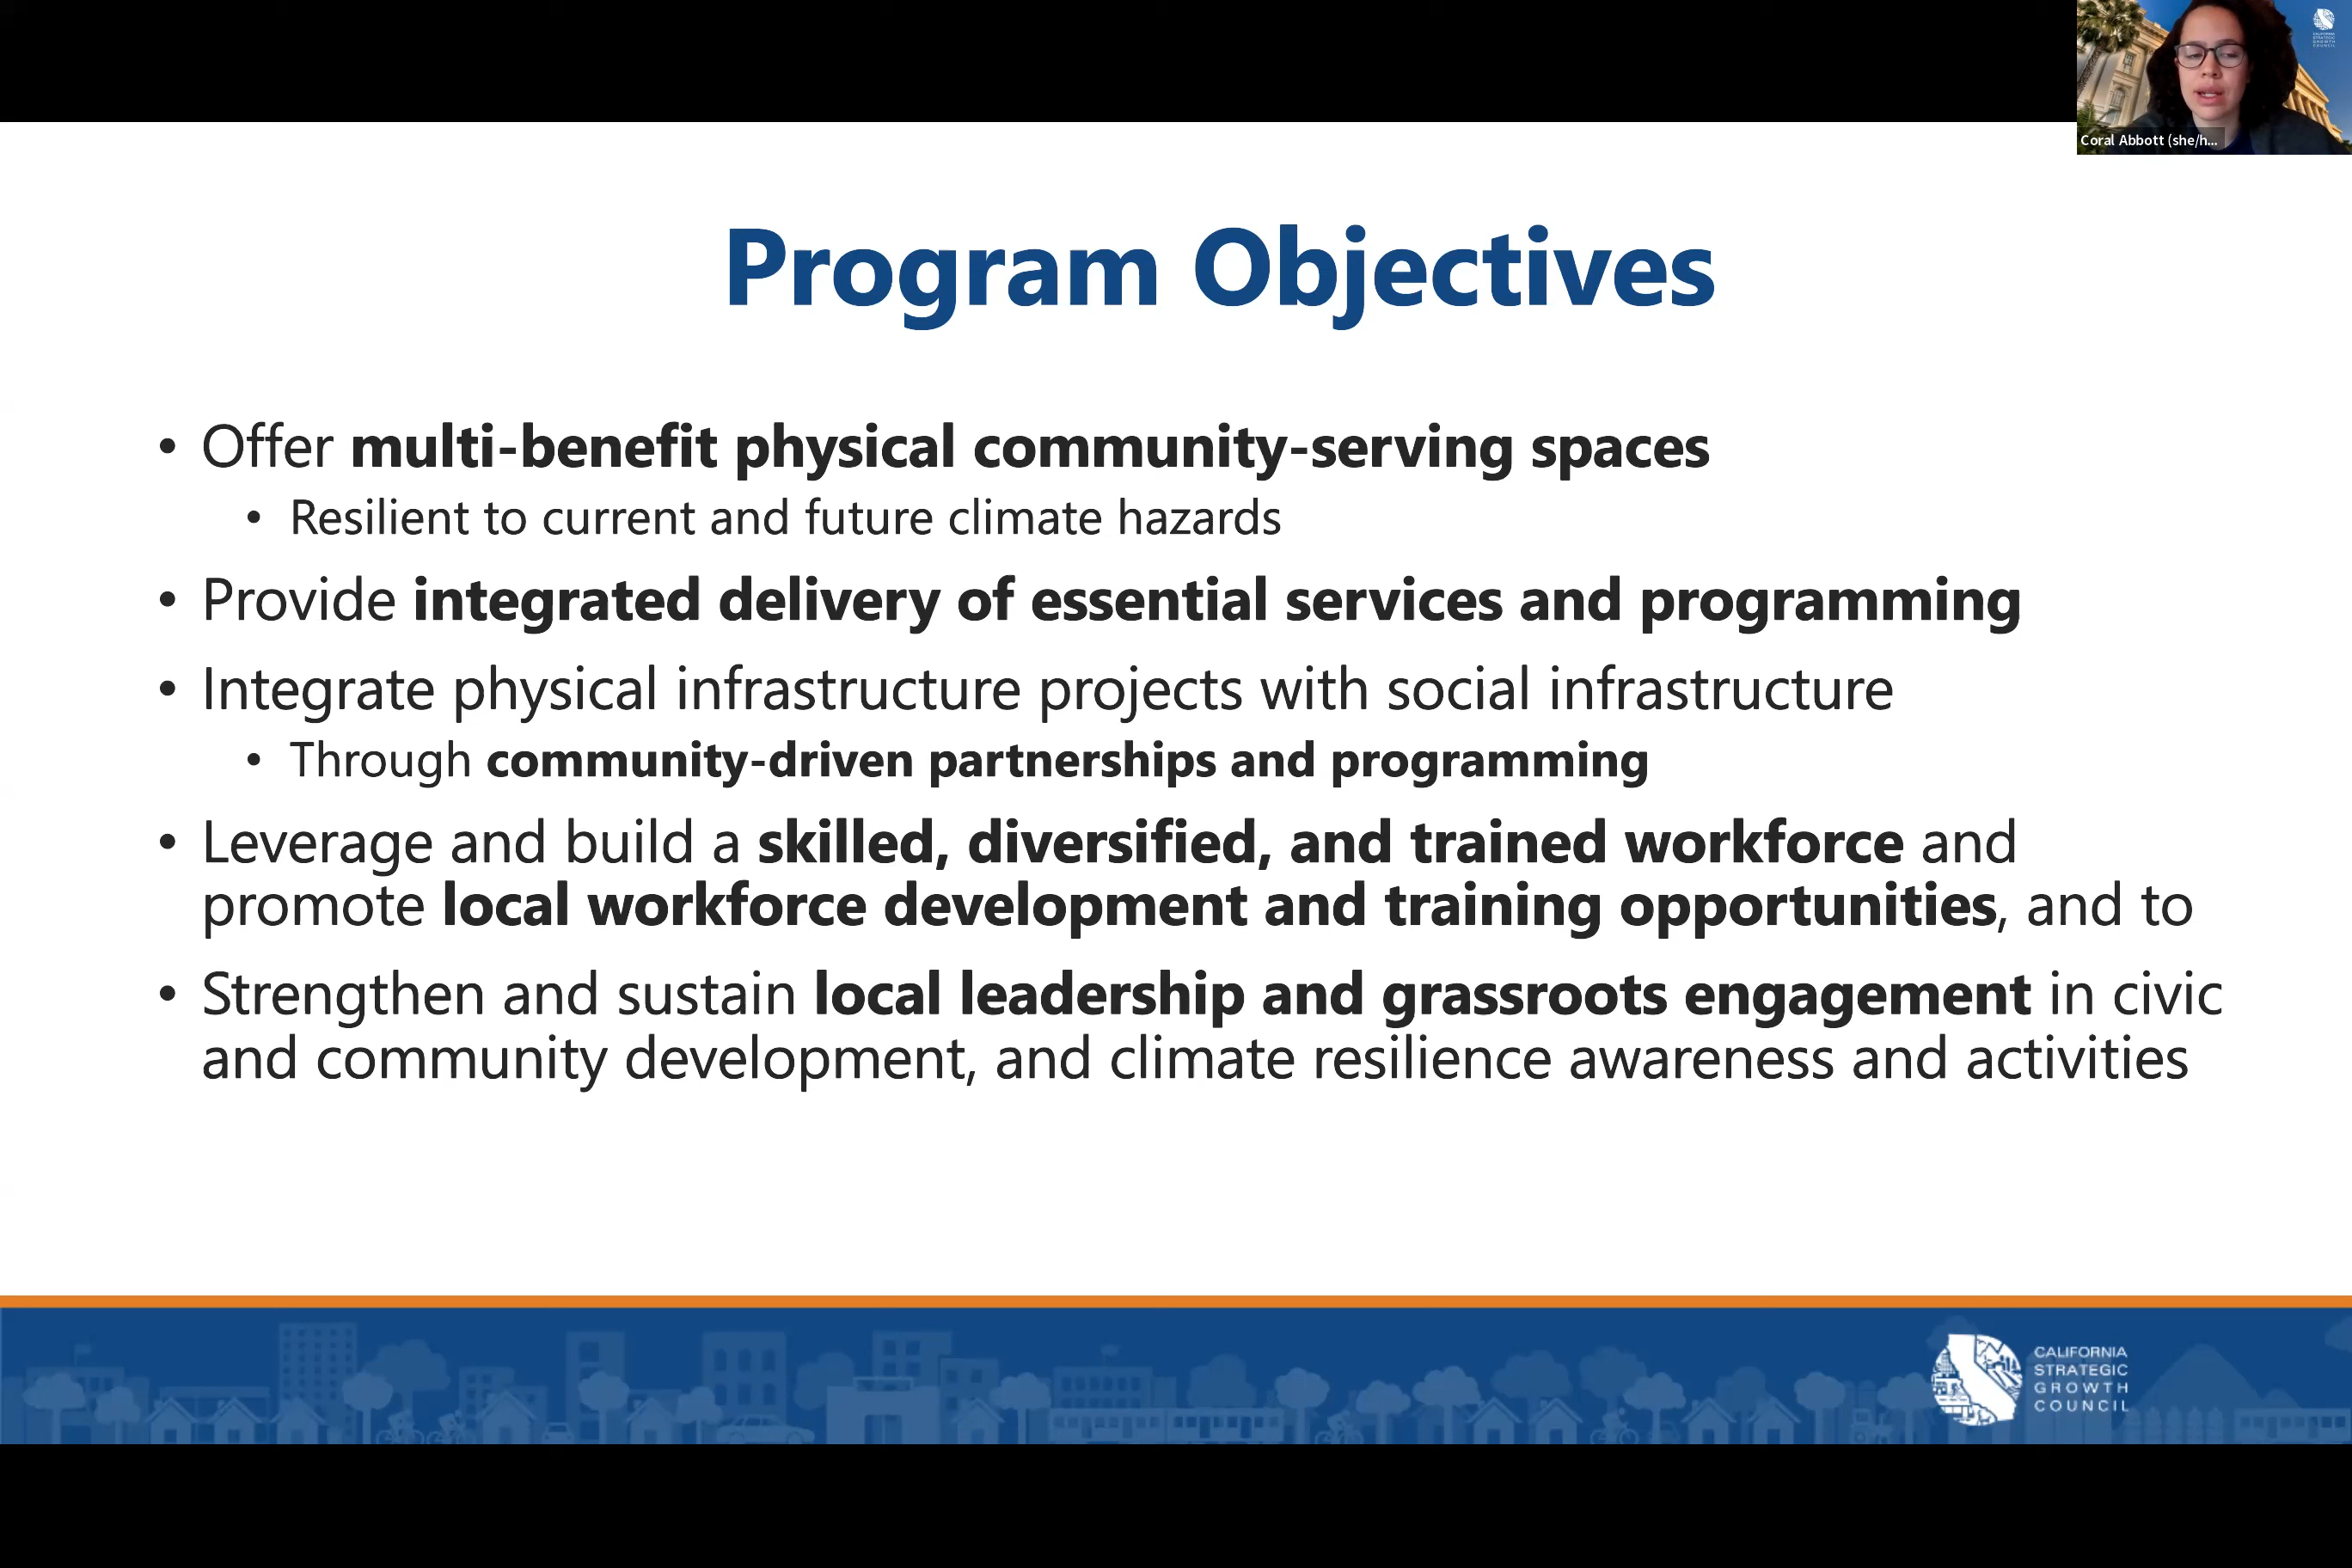 CALIFORNIA
STRATEGIC
GROWTH
COUNCIL
Coral Abbott (she/h...
Program Objectives
• Offer multi-benefit physical community-serving spaces
• Resilient to current and future climate hazards
• Provide integrated delivery of essential services and programming
• Integrate physical infrastructure projects with social infrastructure
• Through community-driven partnerships and programming
• Leverage and build a skilled, diversified, and trained workforce and
promote local workforce development and training opportunities, and to
• Strengthen and sustain local leadership and grassroots engagement in civic
and community development, and climate resilience awareness and activities
CALIFORNIA
STRATEGIC
GROWTH
COUNCIL